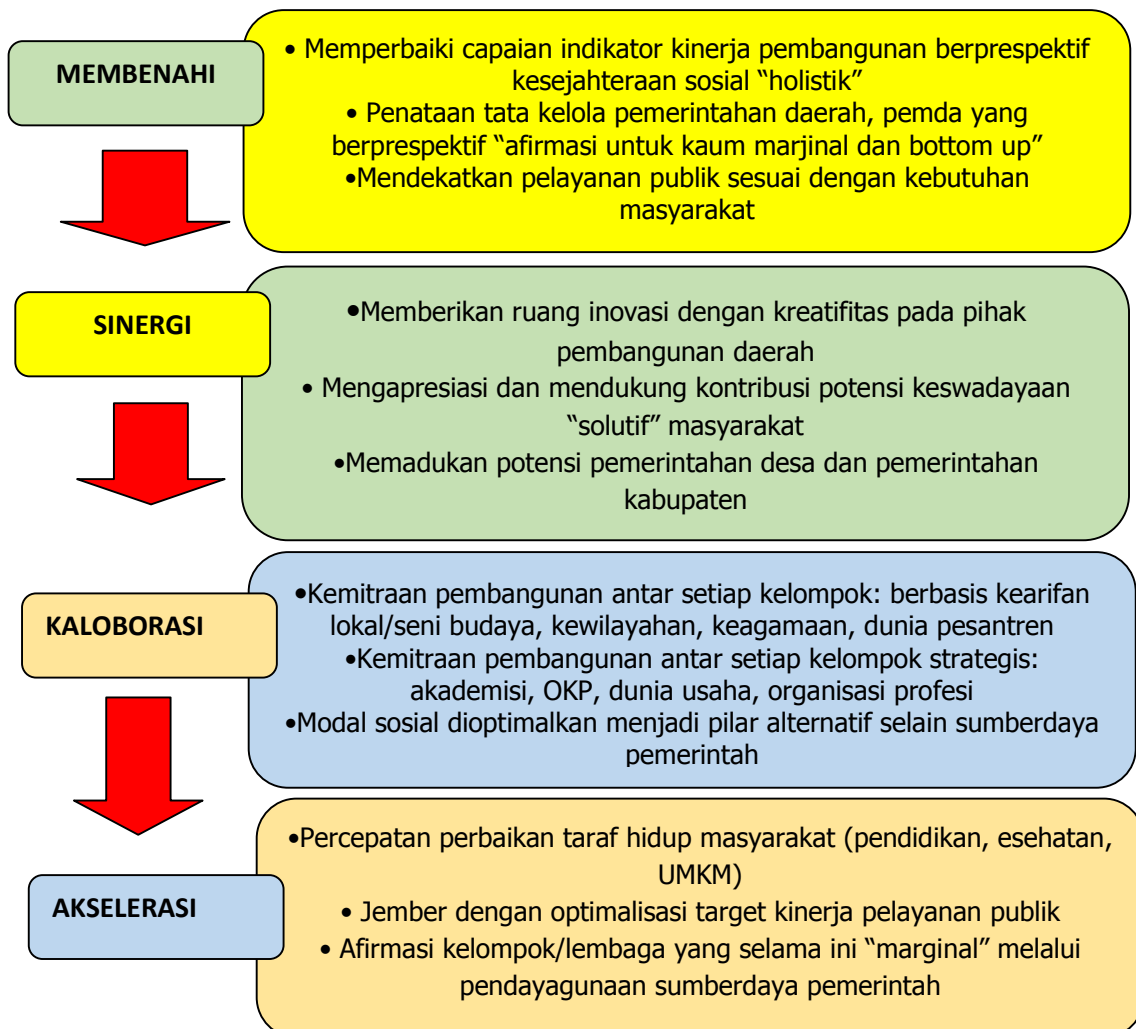 MEMBENAHI
• Memperbaiki capaian indikator kinerja pembangunan berprespektif
kesejahteraan sosial “holistik”
• Penataan tata kelola pemerintahan daerah, pemda yang
berprespektif “afirmasi untuk kaum marjinal dan bottom up”
•Mendekatkan pelayanan publik sesuai dengan kebutuhan
masyarakat
SINERGI
•Memberikan ruang inovasi dengan kreatifitas pada pihak
pembangunan daerah
• Mengapresiasi dan mendukung kontribusi potensi keswadayaan
“solutif” masyarakat
•Memadukan potensi pemerintahan desa dan pemerintahan
kabupaten
KALOBORASI
•Kemitraan pembangunan antar setiap kelompok: berbasis kearifan
lokal/seni budaya, kewilayahan, keagamaan, dunia pesantren
•Kemitraan pembangunan antar setiap kelompok strategis:
akademisi, OKP, dunia usaha, organisasi profesi
•Modal sosial dioptimalkan menjadi pilar alternatif selain sumberdaya
pemerintah
AKSELERASI
•Percepatan perbaikan taraf hidup masyarakat (pendidikan, esehatan,
UMKM)
• Jember dengan optimalisasi target kinerja pelayanan publik
• Afirmasi kelompok/lembaga yang selama ini “marginal” melalui
pendayagunaan sumberdaya pemerintah